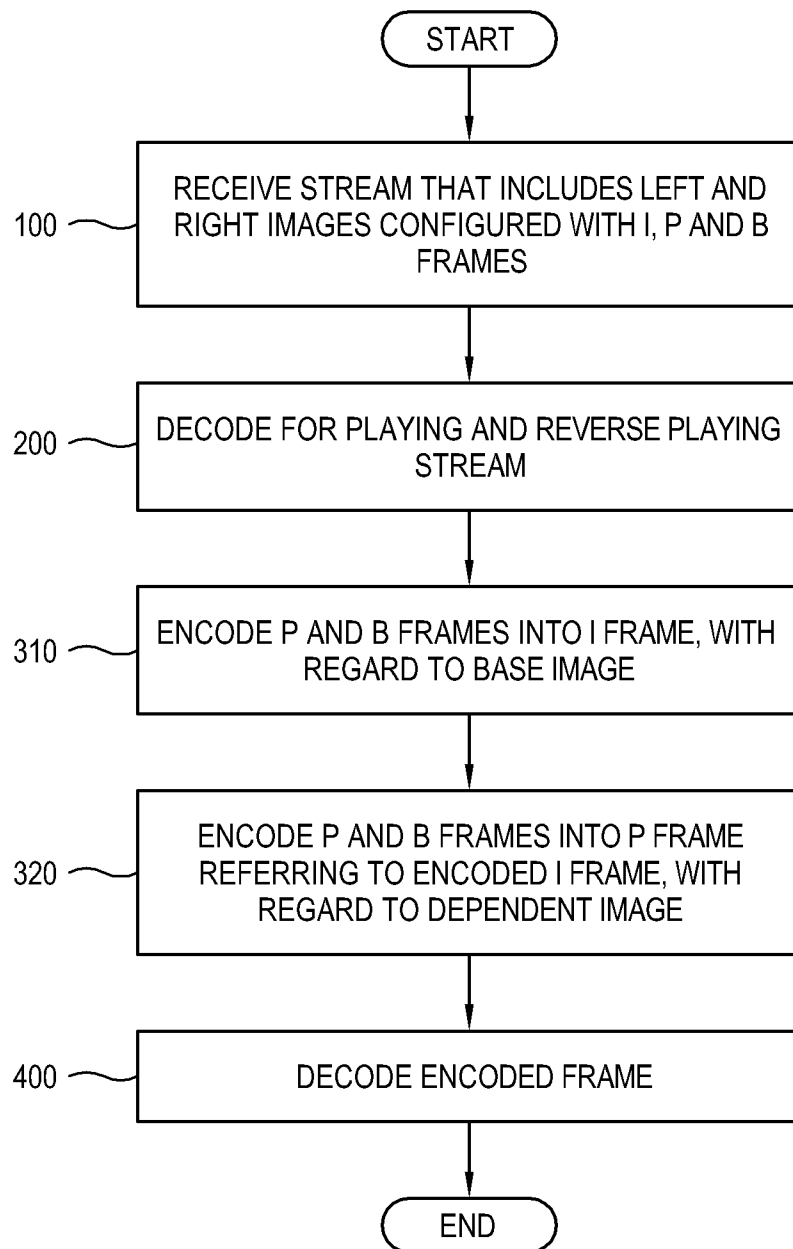 START
100
RECEIVE STREAM THAT INCLUDES LEFT AND
RIGHT IMAGES CONFIGURED WITH I, P AND B
FRAMES
200
DECODE FOR PLAYING AND REVERSE PLAYING
STREAM
310
ENCODE P AND B FRAMES INTO I FRAME, WITH
REGARD TO BASE IMAGE
320
ENCODE P AND B FRAMES INTO P FRAME
REFERRING TO ENCODED I FRAME, WITH
REGARD TO DEPENDENT IMAGE
400
DECODE ENCODED FRAME
END